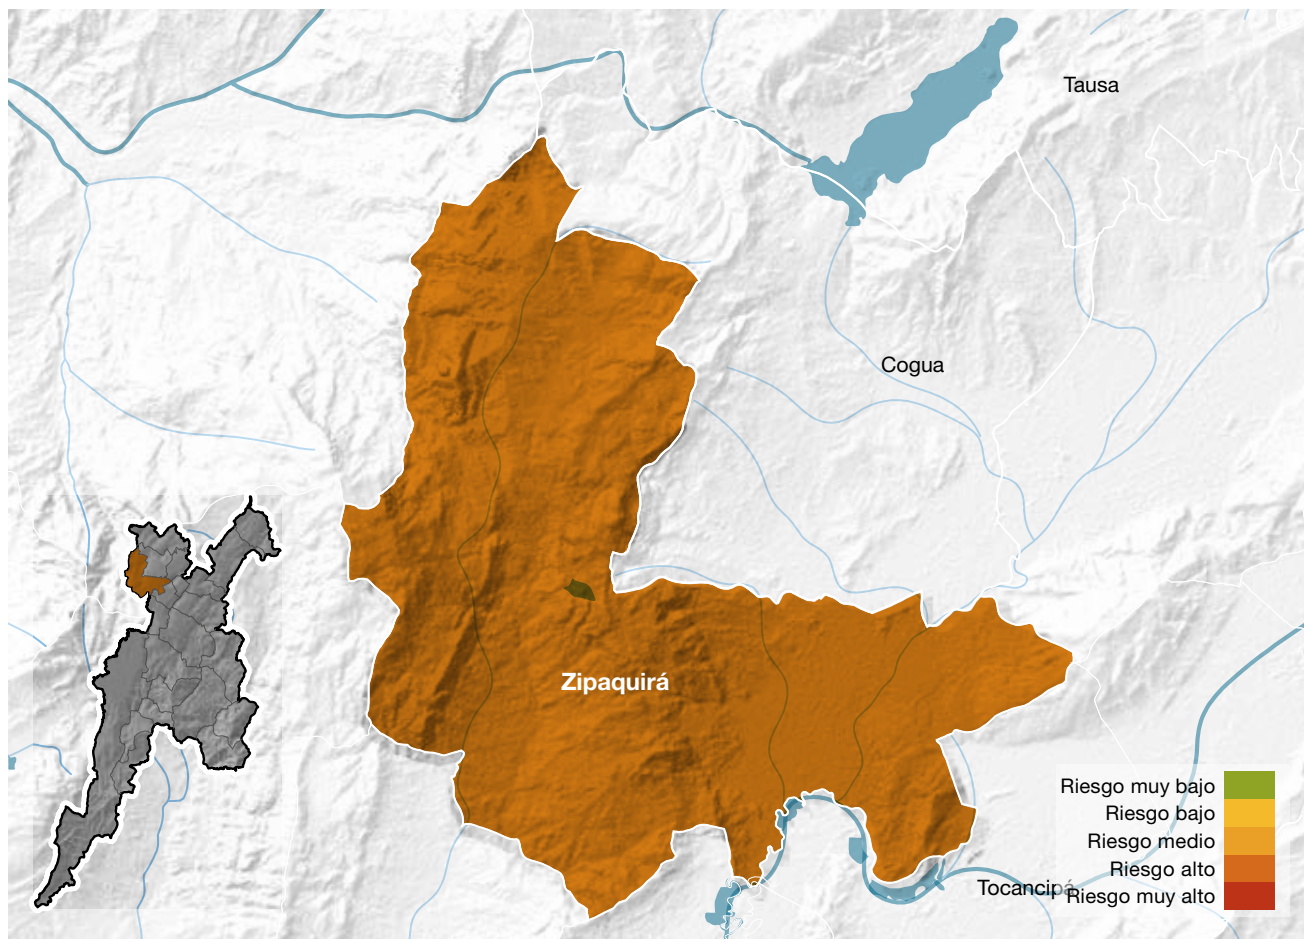 Tausa
Cogua
Zipaquirá
Riesgo muy bajo
Riesgo bajo
Riesgo medio
Riesgo alto
Tocancipá
Riesgo muy alto